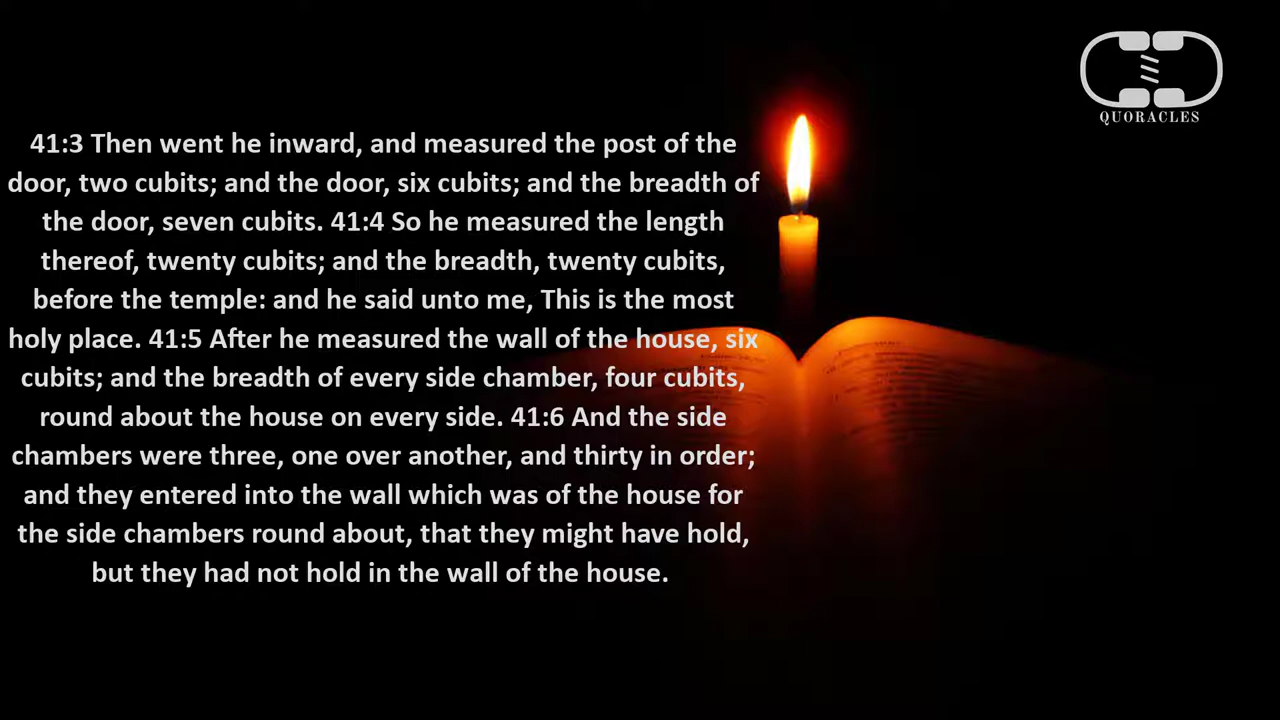 QUORACLES
41:3 Then went he inward, and measured the post of the
door, two cubits; and the door, six cubits; and the breadth of
the door, seven cubits. 41:4 So he measured the length
thereof, twenty cubits; and the breadth, twenty cubits,
before the temple: and he said unto me, This is the most
holy place. 41:5 After he measured the wall of the house, six
cubits; and the breadth of every side chamber, four cubits,
round about the house on every side. 41:6 And the side
chambers were three, one over another, and thirty in order;
and they entered into the wall which was of the house for
the side chambers round about, that they might have hold,
but they had not hold in the wall of the house.